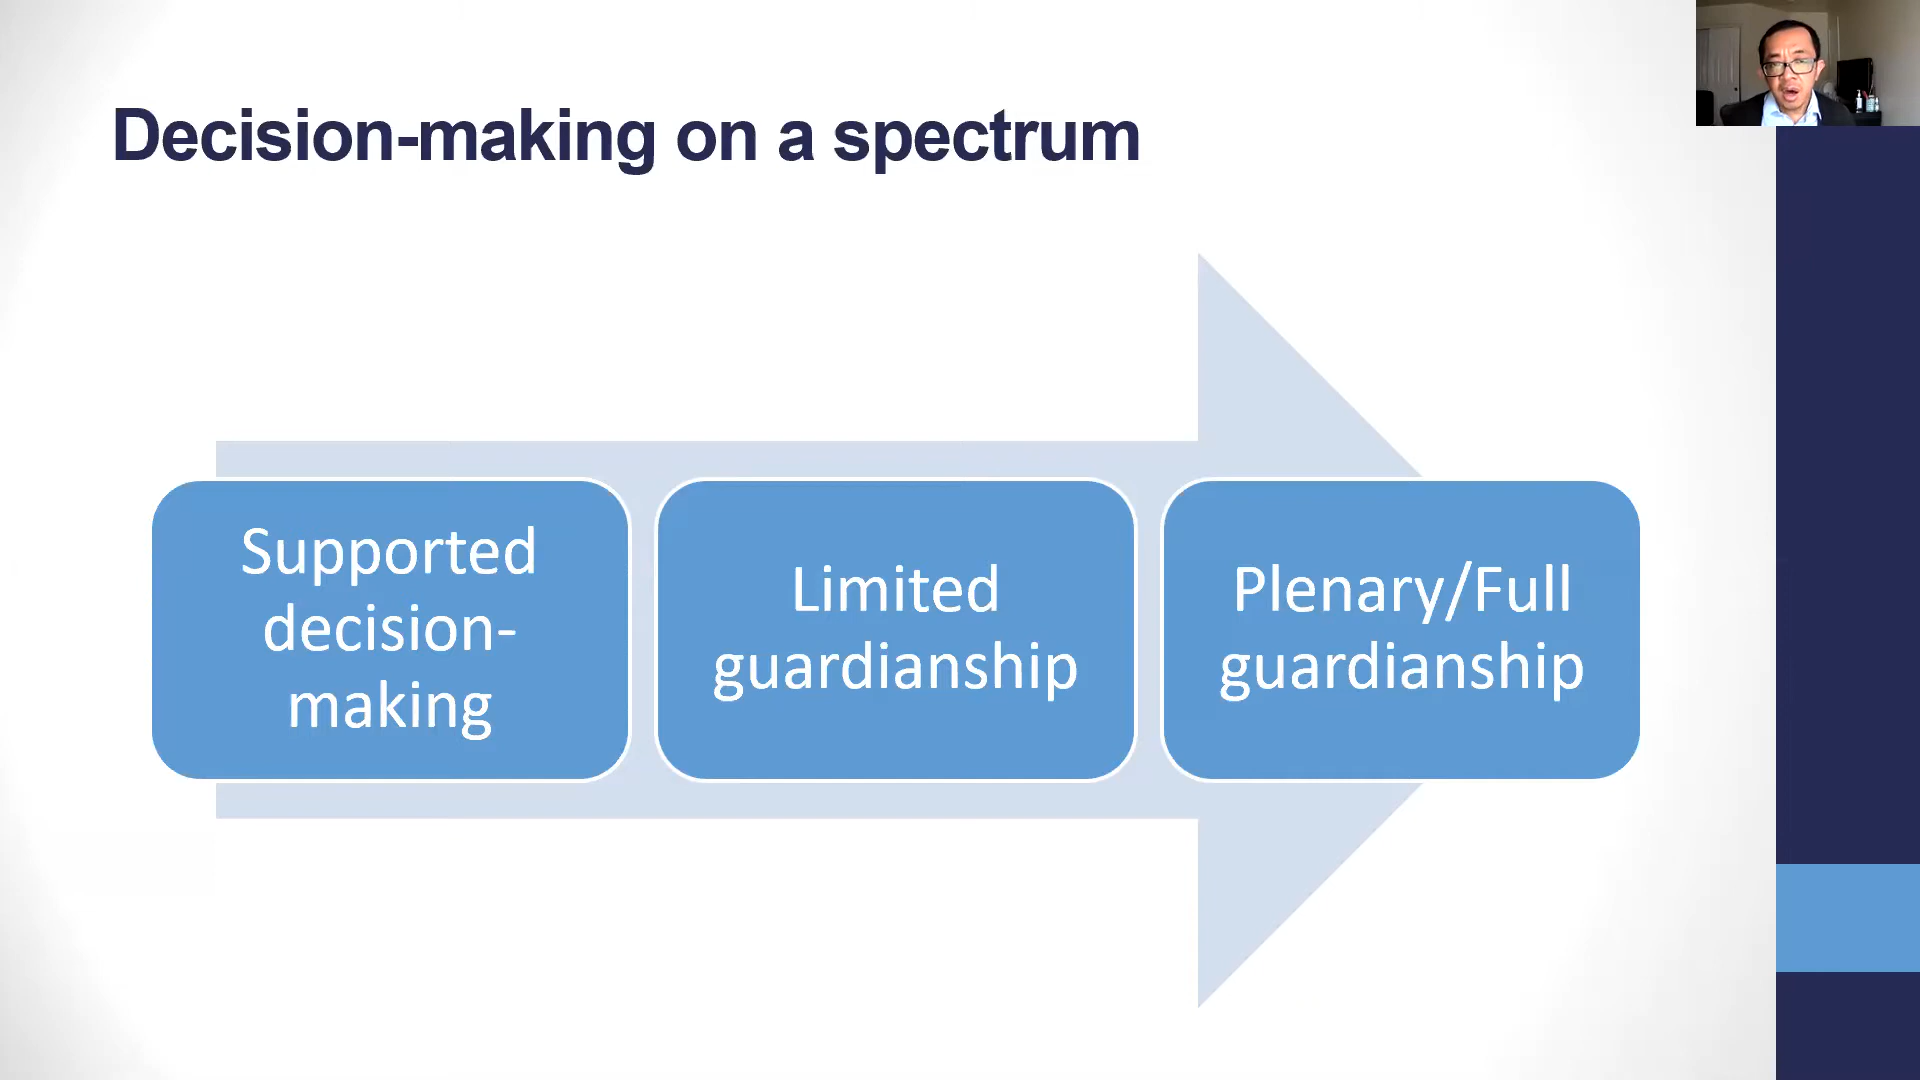 Decision-making on a spectrum
Supported
decision-
making
Limited
guardianship
Plenary/Full
guardianship